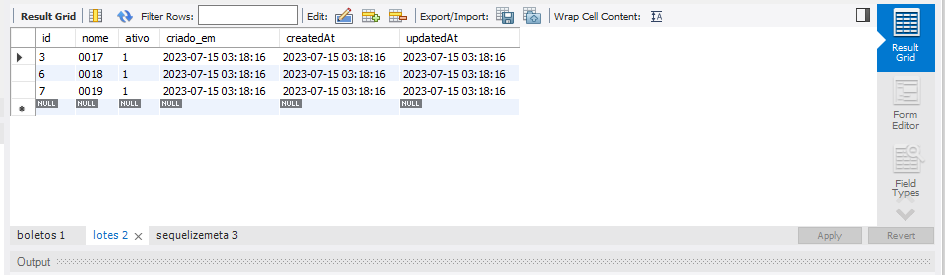 Result Grid Filter Rows: Edit: Export/Import: Wrap Cell Content: IA
id nome ativo criado_em createdAt updatedAt
3 0017 1 2023-07-15 03:18:16 2023-07-15 03:18:16 2023-07-15 03:18:16
6 0018 1 2023-07-15 03:18:16 2023-07-15 03:18:16 2023-07-15 03:18:16
7 0019 1 2023-07-15 03:18:16 2023-07-15 03:18:16 2023-07-15 03:18:16
NULL NULL NULL NULL NULL NULL
Result
Grid
Form
Editor
Field
Types
boletos 1 lotes 2 sequelizemeta 3 Apply Revert
Output